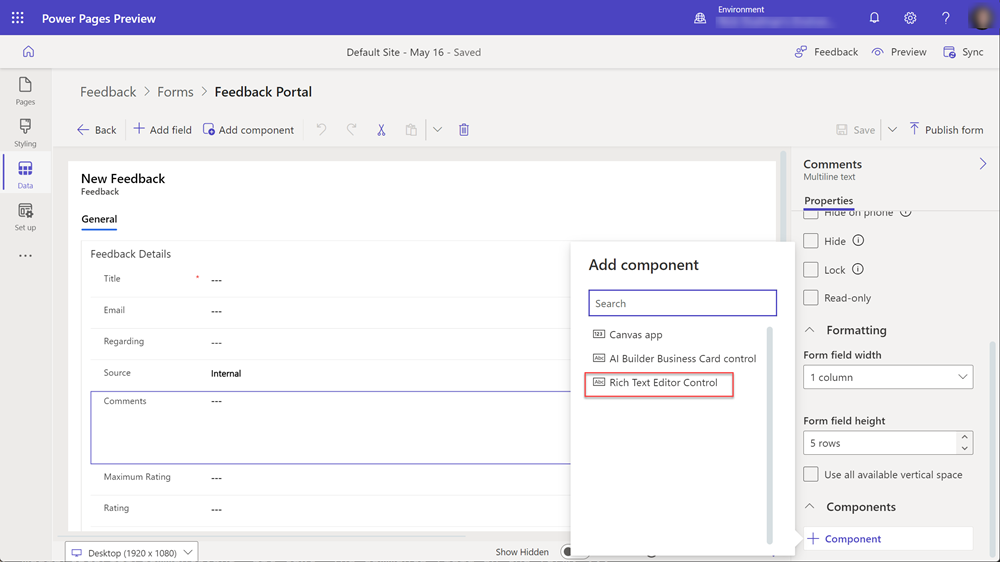 Power Pages Preview
Environment
Default Site - May 16 - Saved
Feedback
Preview
Sync
Pages
Styling
Data
Set up
Feedback > Forms > Feedback Portal
Back
Add field
Add component
Save
Publish form
New Feedback
Feedback
General
Feedback Details
Title * ---
Email ---
Regarding ---
Source Internal
Comments ---
Maximum Rating ---
Rating ---
Desktop (1920 x 1080)
Show Hidden
Add component
Search
Canvas app
AI Builder Business Card control
Rich Text Editor Control
Comments
Multiline text
Properties
Hide on phone
Hide
Lock
Read-only
Formatting
Form field width
1 column
Form field height
5 rows
Use all available vertical space
Components
+ Component